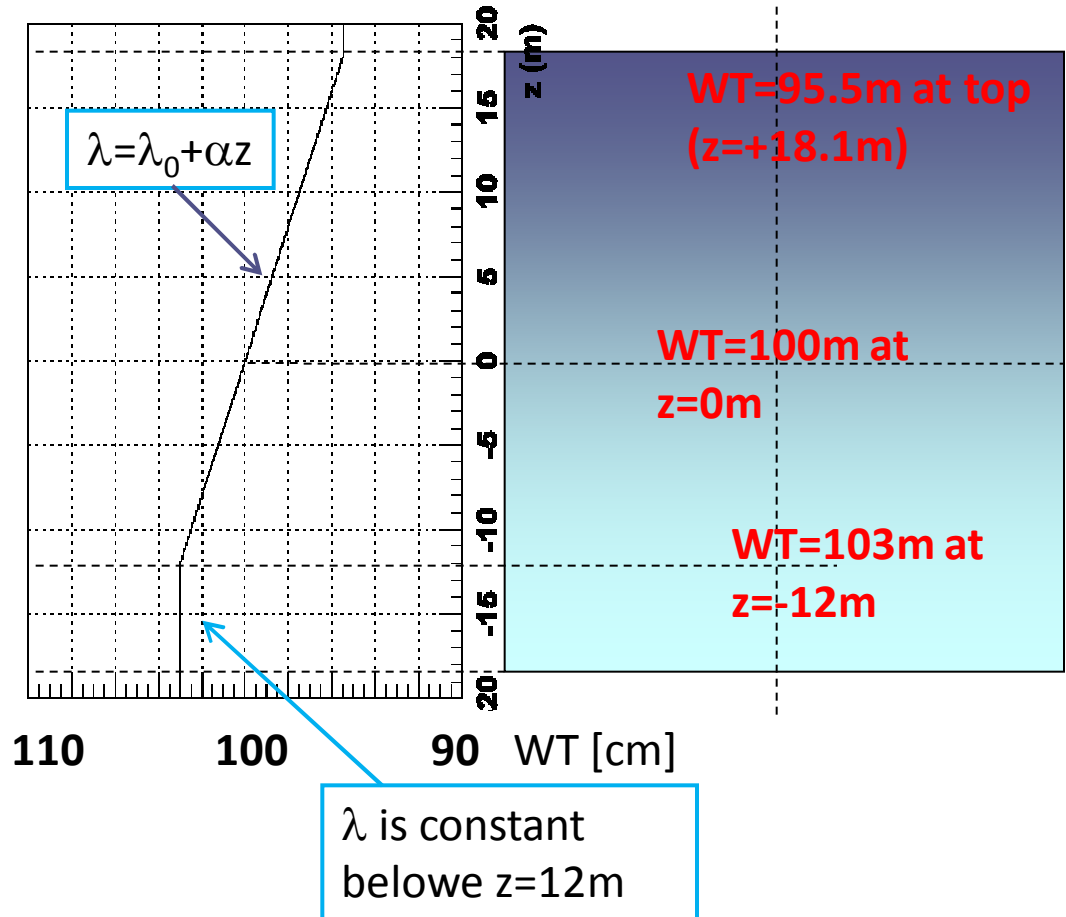 20
15
10
5
0
-5
-10
-15
20
z (m)
λ=λ0+αz
WT=95.5m at top
(z=+18.1m)
WT=100m at
z=0m
WT=103m at
z=-12m
110 100 90 WT [cm]
λ is constant
belowe z=12m